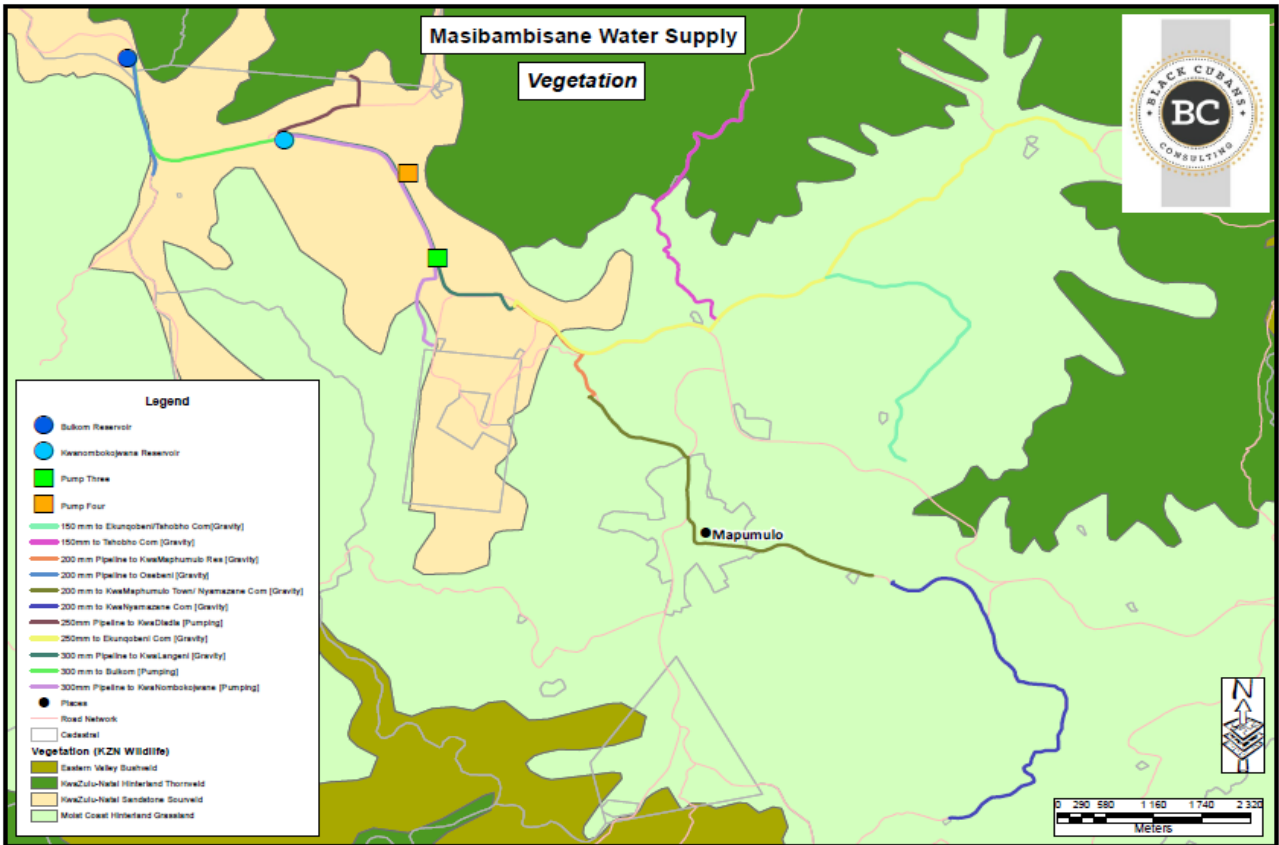 Masibambisane Water Supply
Vegetation
BLACK CUBANS
BC
CONSULTING
Mapumulo
Legend
Bulkom Reservoir
Kwanombokojwana Reservoir
Pump Three
Pump Four
150 mm to Ekunqobeni/Tshobho Com[Gravity]
150mm to Tshobho Com [Gravity]
200 mm Pipeline to KwaMaphumulo Res [Gravity]
200 mm Pipeline to Osebeni [Gravity]
200 mm to KwaMaphumulo Town/ Nyamazane Com [Gravity]
200 mm to KwaNyamazane Com [Gravity]
250mm Pipeline to KwaDladla [Pumping]
250mm to Ekunqobeni Com [Gravity]
300 mm Pipeline to KwaLangeni [Gravity]
300 mm to Bulkom [Pumping]
300mm Pipeline to KwaNombokojwane [Pumping]
Places
Road Network
Cadastral
Vegetation (KZN Wildlife)
Eastern Valley Bushveld
KwaZulu-Natal Hinterland Thornveld
KwaZulu-Natal Sandstone Sourveld
Moist Coast Hinterland Grassland
N
0 290 580 1 160 1 740 2 320
Meters